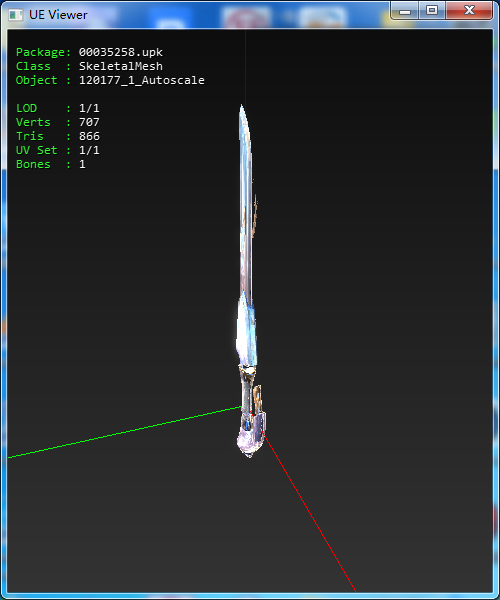 UE Viewer
Package: 00035258.upk
Class : SkeletalMesh
Object : 120177_1_Autoscale
LOD : 1/1
Verts : 707
Tris : 866
UV Set : 1/1
Bones : 1